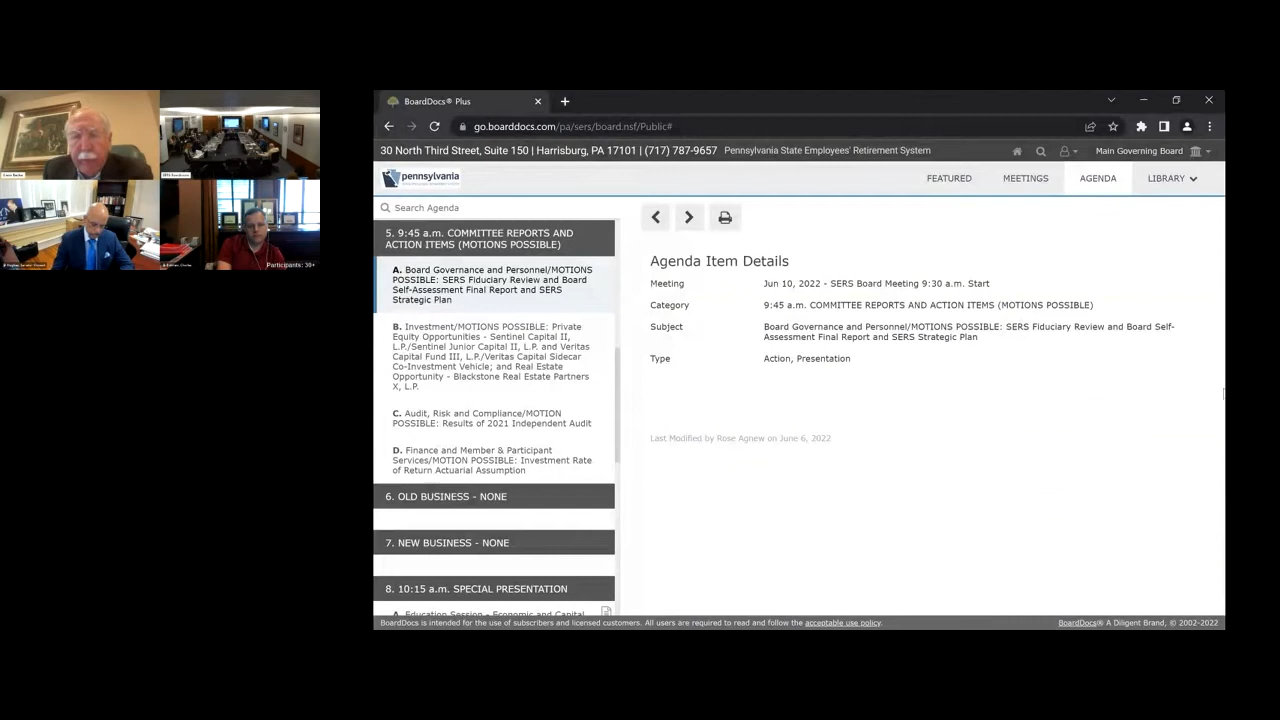 SERS Boardroom
Participants: 30+
BoardDocs® Plus
go.boarddocs.com/pa/sers/board.nsf/Public#
30 North Third Street, Suite 150 | Harrisburg, PA 17101 | (717) 787-9657 Pennsylvania State Employees' Retirement System
Main Governing Board
pennsylvania
FEATURED
MEETINGS
AGENDA
LIBRARY
Search Agenda
5. 9:45 a.m. COMMITTEE REPORTS AND
ACTION ITEMS (MOTIONS POSSIBLE)
A. Board Governance and Personnel/MOTIONS
POSSIBLE: SERS Fiduciary Review and Board
Self-Assessment Final Report and SERS
Strategic Plan
B. Investment/MOTIONS POSSIBLE: Private
Equity Opportunities - Sentinel Capital II,
L.P./Sentinel Junior Capital II, L.P. and Veritas
Capital Fund III, L.P./Veritas Capital Sidecar
Co-Investment Vehicle; and Real Estate
Opportunity - Blackstone Real Estate Partners
X, L.P.
C. Audit, Risk and Compliance/MOTION
POSSIBLE: Results of 2021 Independent Audit
D. Finance and Member & Participant
Services/MOTION POSSIBLE: Investment Rate
of Return Actuarial Assumption
6. OLD BUSINESS - NONE
7. NEW BUSINESS - NONE
8. 10:15 a.m. SPECIAL PRESENTATION
A. Education Session - Economic and Capital
Agenda Item Details
Meeting
Jun 10, 2022 - SERS Board Meeting 9:30 a.m. Start
Category
9:45 a.m. COMMITTEE REPORTS AND ACTION ITEMS (MOTIONS POSSIBLE)
Subject
Board Governance and Personnel/MOTIONS POSSIBLE: SERS Fiduciary Review and Board Self-
Assessment Final Report and SERS Strategic Plan
Type
Action, Presentation
Last Modified by Rose Agnew on June 6, 2022
BoardDocs is intended for the use of subscribers and licensed customers. All users are required to read and follow the acceptable use policy.
BoardDocs® A Diligent Brand, © 2002-2022